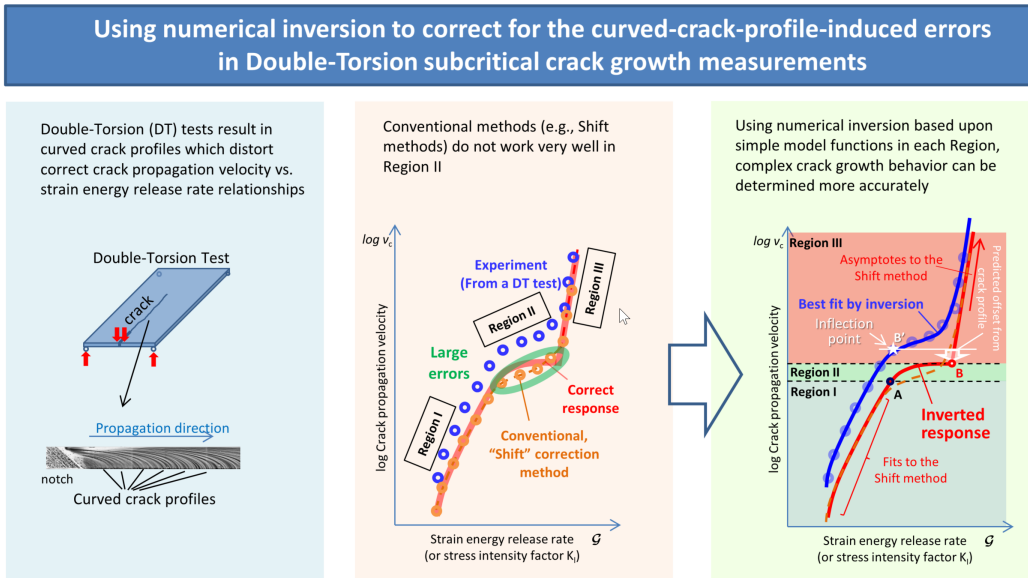 Using numerical inversion to correct for the curved-crack-profile-induced errors
in Double-Torsion subcritical crack growth measurements
Double-Torsion (DT) tests result in
curved crack profiles which distort
correct crack propagation velocity vs.
strain energy release rate relationships
Double-Torsion Test
crack
Propagation direction
notch
Curved crack profiles
Conventional methods (e.g., Shift
methods) do not work very well in
Region II
log vc
log Crack propagation velocity
Experiment
(From a DT test)
Region III
Region II
Large
errors
Correct
response
Region I
Conventional,
“Shift” correction
method
Strain energy release rate
(or stress intensity factor KI)
G
Using numerical inversion based upon
simple model functions in each Region,
complex crack growth behavior can be
determined more accurately
log vc
log Crack propagation velocity
Region III
Asymptotes to the
Shift method
Predicted offset from
crack profile
Best fit by inversion
Inflection
point
B’
Region II
B
Region I
A
Inverted
response
Fits to the
Shift method
Strain energy release rate
(or stress intensity factor KI)
G